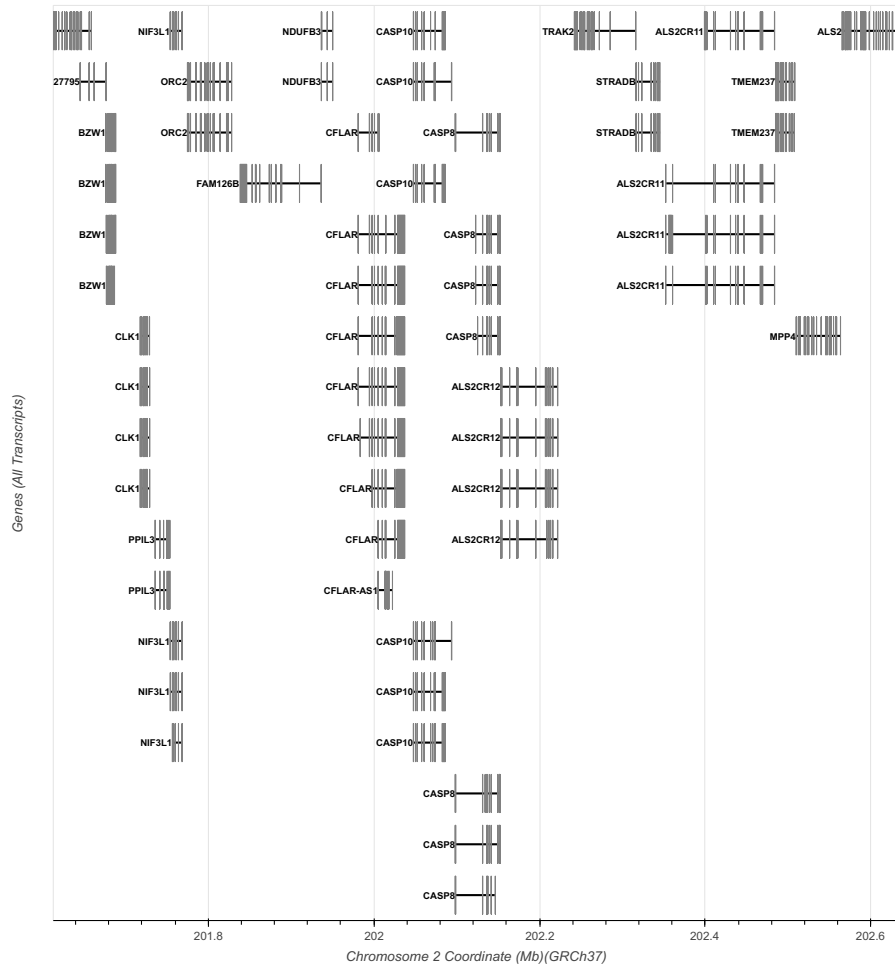 NIF3L1 NDUFB3 CASP10 TRAK2 ALS2CR11 ALS2
27795 ORC2 NDUFB3 CASP10 STRADB TMEM237
BZW1 ORC2 CFLAR CASP8 STRADB TMEM237
BZW1 FAM126B CASP10 ALS2CR11
BZW1 CFLAR CASP8 ALS2CR11
BZW1 CFLAR CASP8 ALS2CR11
CLK1 CFLAR CASP8 MPP4
CLK1 CFLAR ALS2CR12
CLK1 CFLAR ALS2CR12
CLK1 CFLAR ALS2CR12
PPIL3 CFLAR ALS2CR12
PPIL3 CFLAR-AS1
NIF3L1 CASP10
NIF3L1 CASP10
NIF3L1 CASP10
CASP8
CASP8
CASP8
Genes (All Transcripts)
201.8 202 202.2 202.4 202.6
Chromosome 2 Coordinate (Mb)(GRCh37)